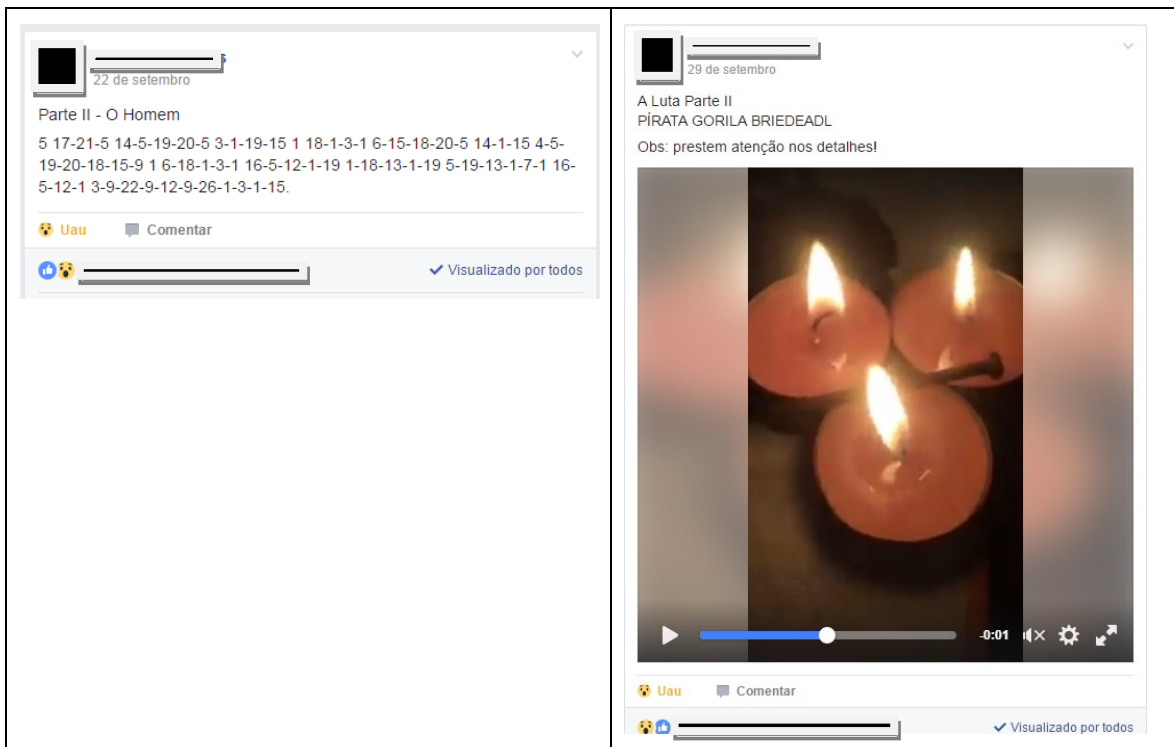 22 de setembro
Parte II - O Homem
5 17-21-5 14-5-19-20-5 3-1-19-15 1 18-1-3-1 6-15-18-20-5 14-1-15 4-5-
19-20-18-15-9 1 6-18-1-3-1 16-5-12-1-19 1-18-13-1-19 5-19-13-1-7-1 16-
5-12-1 3-9-22-9-12-9-26-1-3-1-15.
Uau Comentar
Visualizado por todos
29 de setembro
A Luta Parte II
PÍRATA GORILA BRIEDEADL
Obs: prestem atenção nos detalhes!
-0:01
Uau Comentar
Visualizado por todos